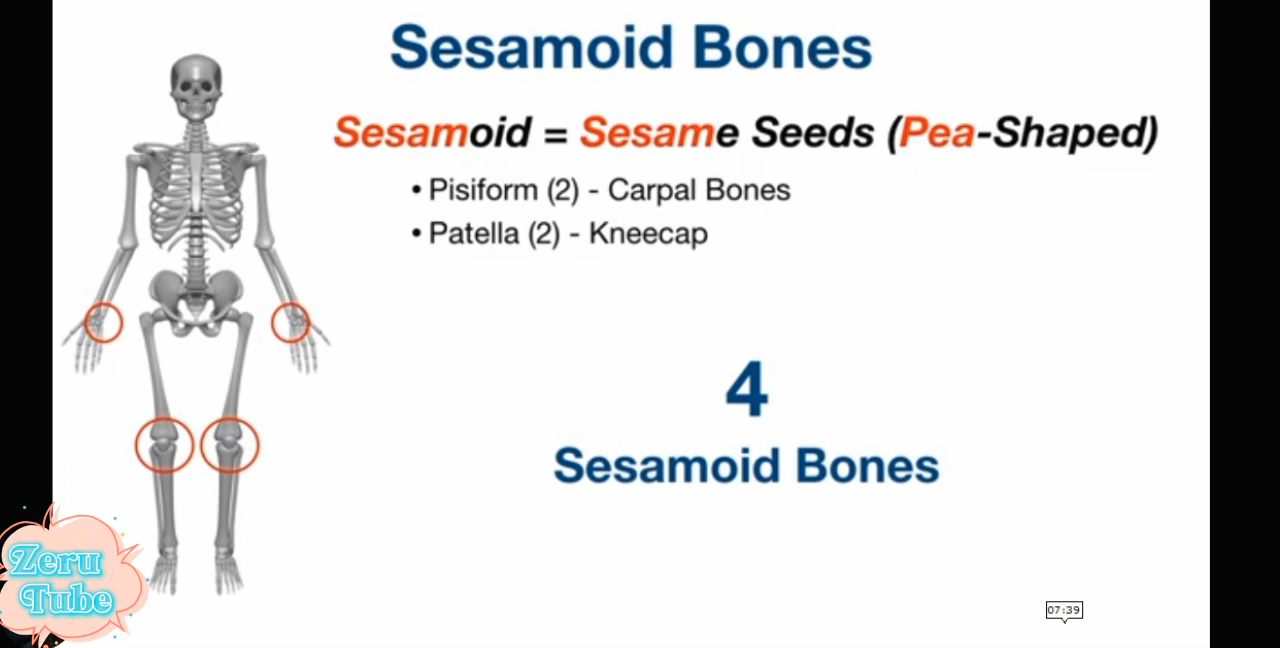 Sesamoid Bones
Sesamoid = Sesame Seeds (Pea-Shaped)
• Pisiform (2) - Carpal Bones
• Patella (2) - Kneecap
4
Sesamoid Bones
Zeru
Tube
07:39